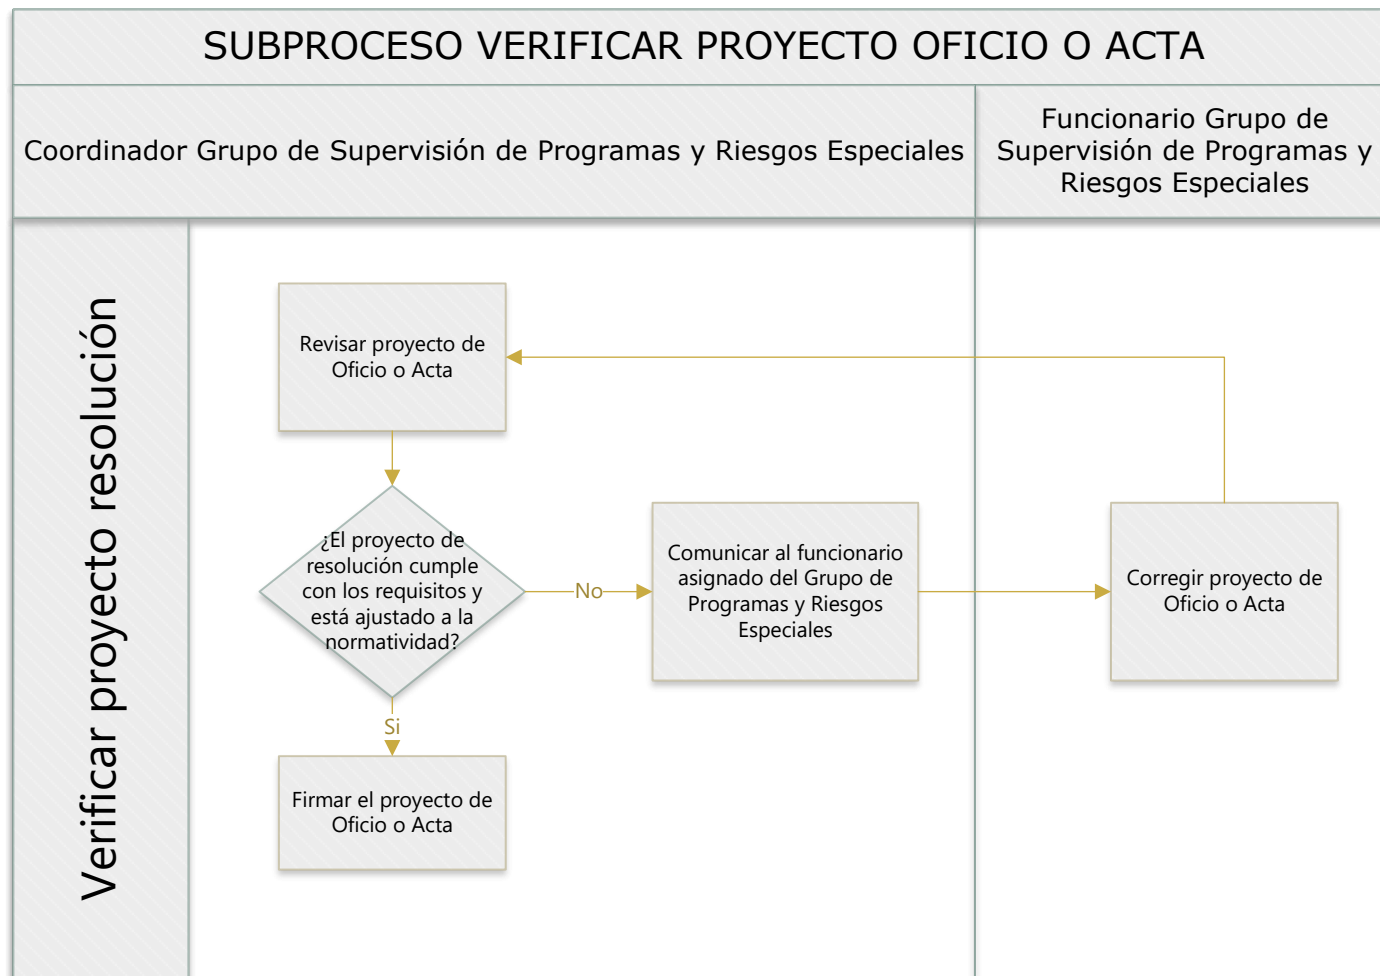 SUBPROCESO VERIFICAR PROYECTO OFICIO O ACTA
Coordinador Grupo de Supervisión de Programas y Riesgos Especiales
Funcionario Grupo de
Supervisión de Programas y
Riesgos Especiales
Verificar proyecto resolución
Revisar proyecto de
Oficio o Acta
¿El proyecto de
resolución cumple
con los requisitos y
está ajustado a la
normatividad?
No
Comunicar al funcionario
asignado del Grupo de
Programas y Riesgos
Especiales
Corregir proyecto de
Oficio o Acta
Si
Firmar el proyecto de
Oficio o Acta